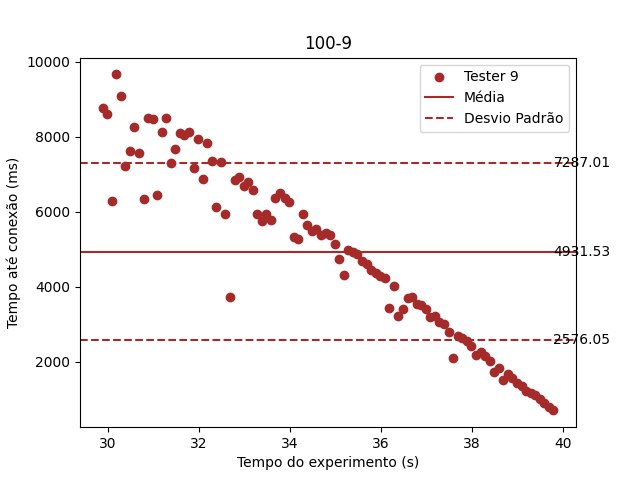 100-9
Tempo até conexão (ms)
10000
8000
6000
4000
2000
Tester 9
Média
Desvio Padrão
7287.01
4931.53
2576.05
30 32 34 36 38 40
Tempo do experimento (s)